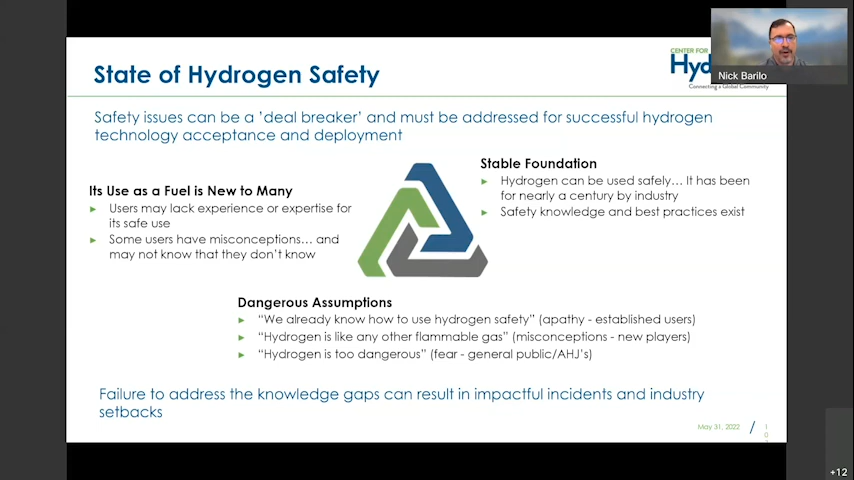 State of Hydrogen Safety
CENTER FOR
Hyd
Connecting a Global Community
Nick Barilo
Safety issues can be a 'deal breaker' and must be addressed for successful hydrogen
technology acceptance and deployment
Its Use as a Fuel is New to Many
► Users may lack experience or expertise for
its safe use
► Some users have misconceptions… and
may not know that they don't know
Stable Foundation
► Hydrogen can be used safely… It has been
for nearly a century by industry
► Safety knowledge and best practices exist
Dangerous Assumptions
► "We already know how to use hydrogen safety" (apathy - established users)
► "Hydrogen is like any other flammable gas" (misconceptions - new players)
► "Hydrogen is too dangerous" (fear - general public/AHJ's)
Failure to address the knowledge gaps can result in impactful incidents and industry
setbacks
May 31, 2022
+12